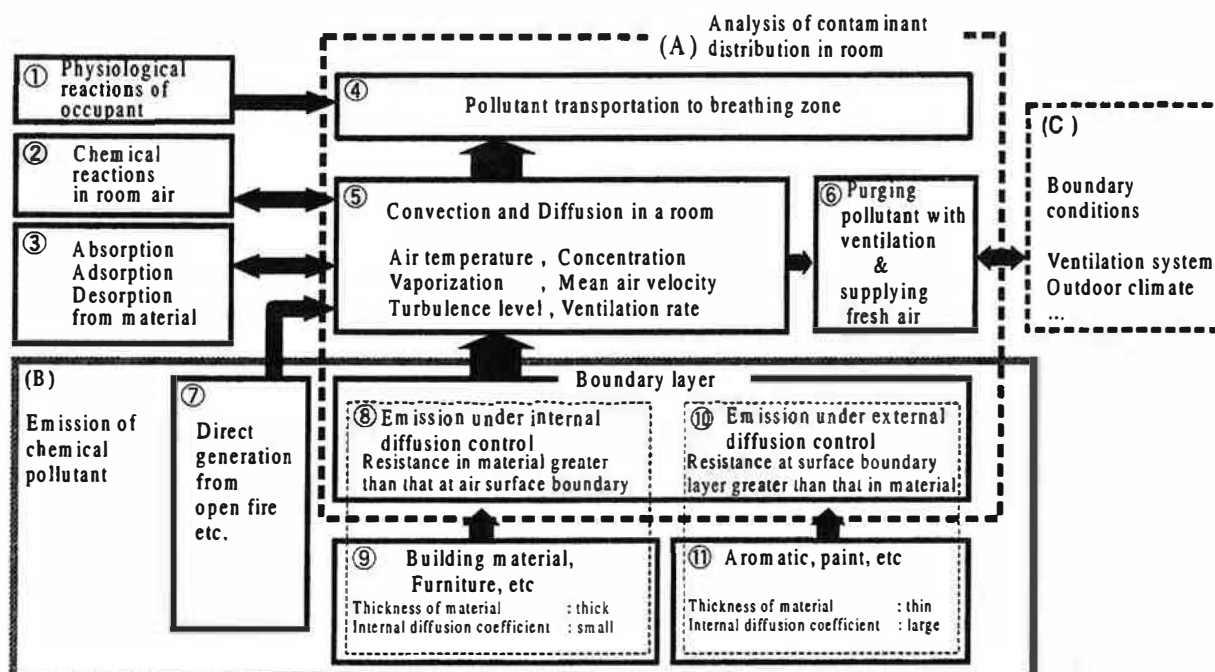 (A) Analysis of contaminant
distribution in room
① Physiological
reactions of
occupant
④
Pollutant transportation to breathing zone
② Chemical
reactions
in room air
③ Absorption
Adsorption
Desorption
from material
⑤
Convection and Diffusion in a room
Air temperature , Concentration
Vaporization , Mean air velocity
Turbulence level , Ventilation rate
⑥ Purging
pollutant with
ventilation
&
supplying
fresh air
(C)
Boundary
conditions
Ventilation system
Outdoor climate
...
(B)
Emission of
chemical
pollutant
⑦
Direct
generation
from
open fire
etc.
Boundary layer
⑧ Emission under internal
diffusion control
Resistance in material greater
than that at air surface boundary
⑩ Emission under external
diffusion control
Resistance at surface boundary
layer greater than that in material
⑨ Building material,
Furniture, etc
Thickness of material : thick
Internal diffusion coefficient : small
⑪ Aromatic, paint, etc
Thickness of material : thin
Internal diffusion coefficient : large